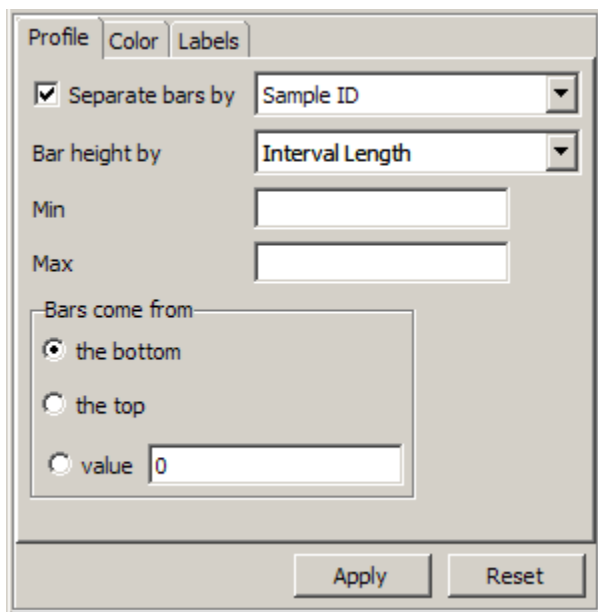 Profile Color Labels
Separate bars by Sample ID
Bar height by Interval Length
Min
Max
Bars come from
the bottom
the top
value 0
Apply Reset